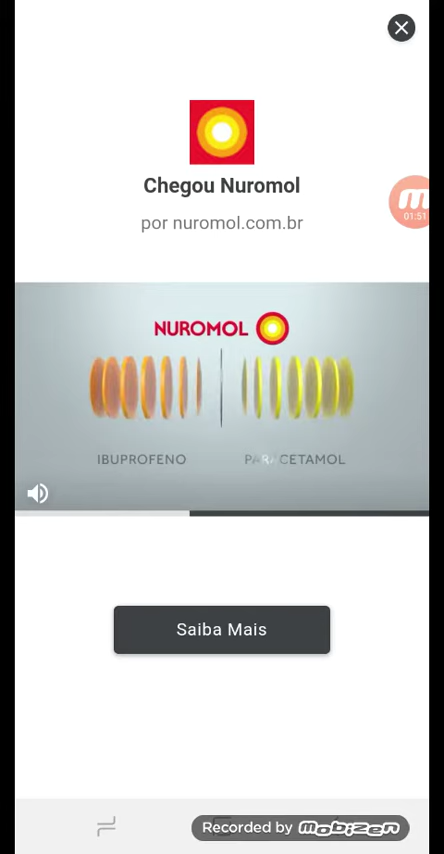 Chegou Nuromol
01:51
por nuromol.com.br
NUROMOL
IBUPROFENO PARACETAMOL
Saiba Mais
Recorded by mobizen